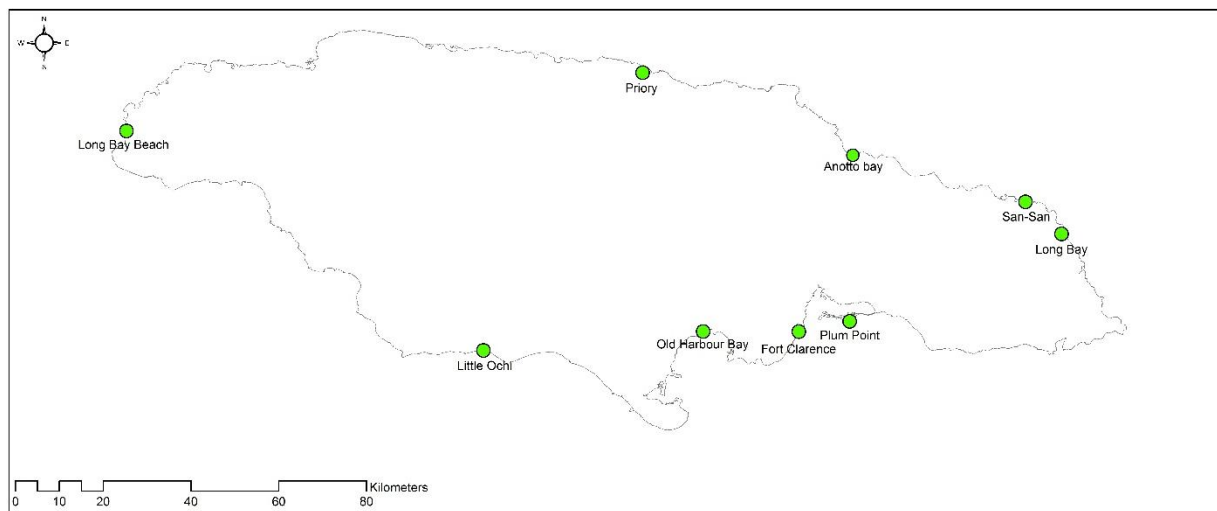 N
W E
S
Priory
Long Bay Beach
Anotto bay
San-San
Long Bay
Old Harbour Bay
Fort Clarence
Plum Point
Little Ochi
Kilometers
0 10 20 40 60 80